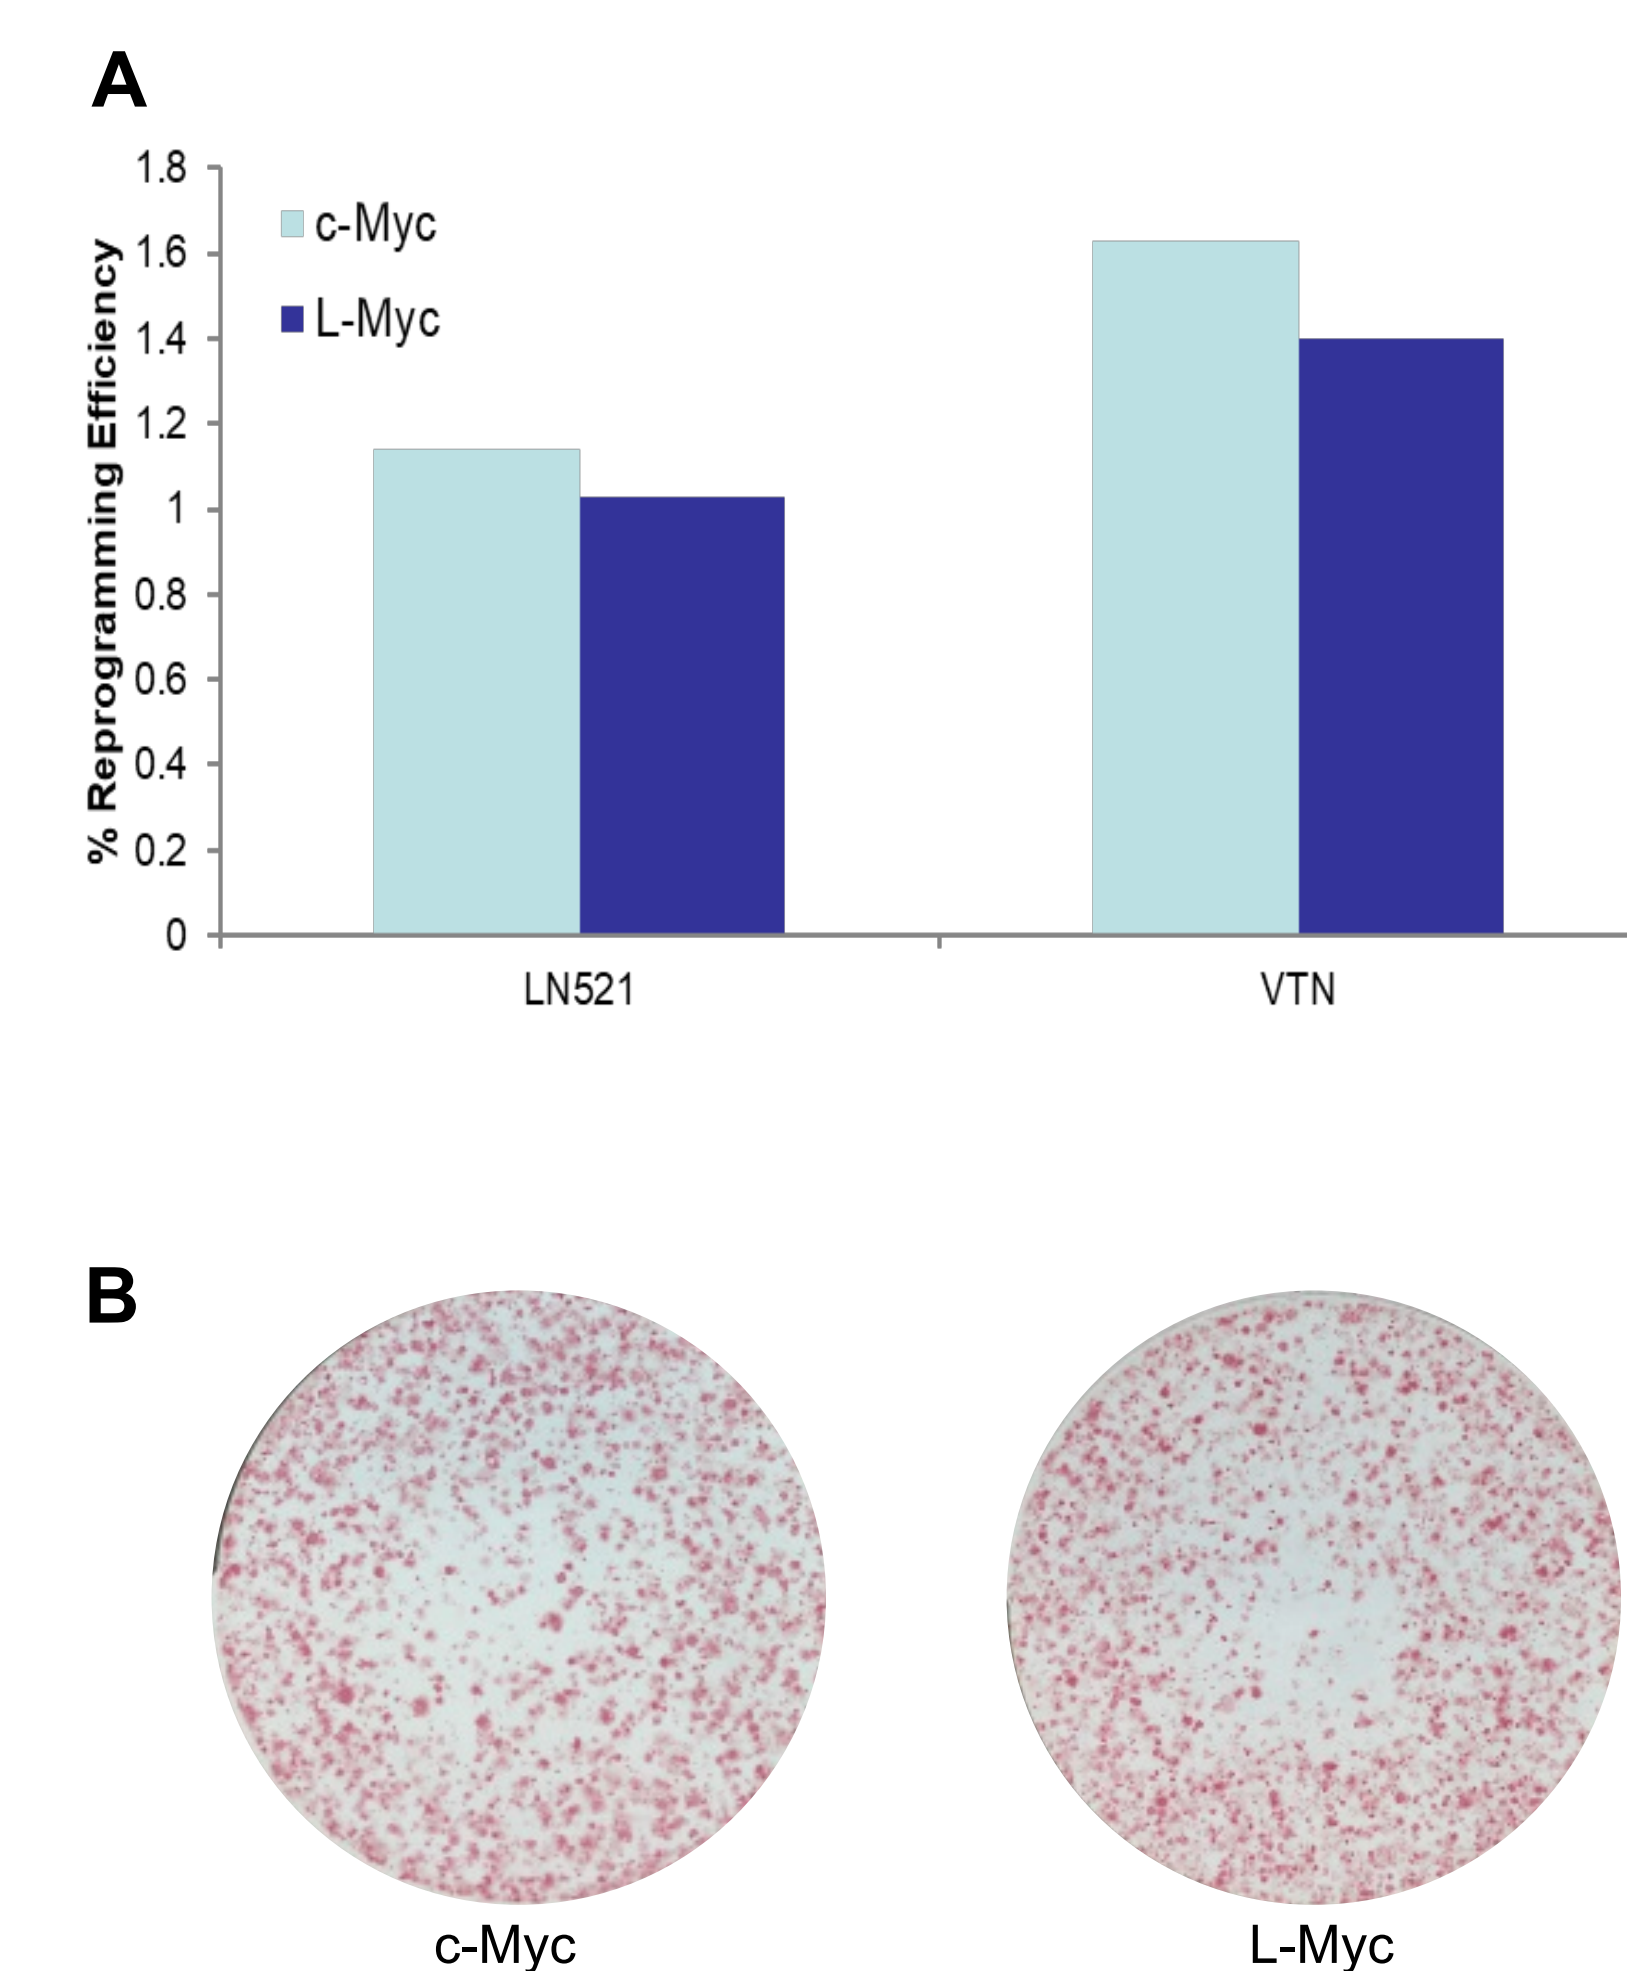 A
% Reprogramming Efficiency
1.8
1.6
1.4
1.2
1
0.8
0.6
0.4
0.2
0
c-Myc
L-Myc
LN521
VTN
B
c-Myc
L-Myc